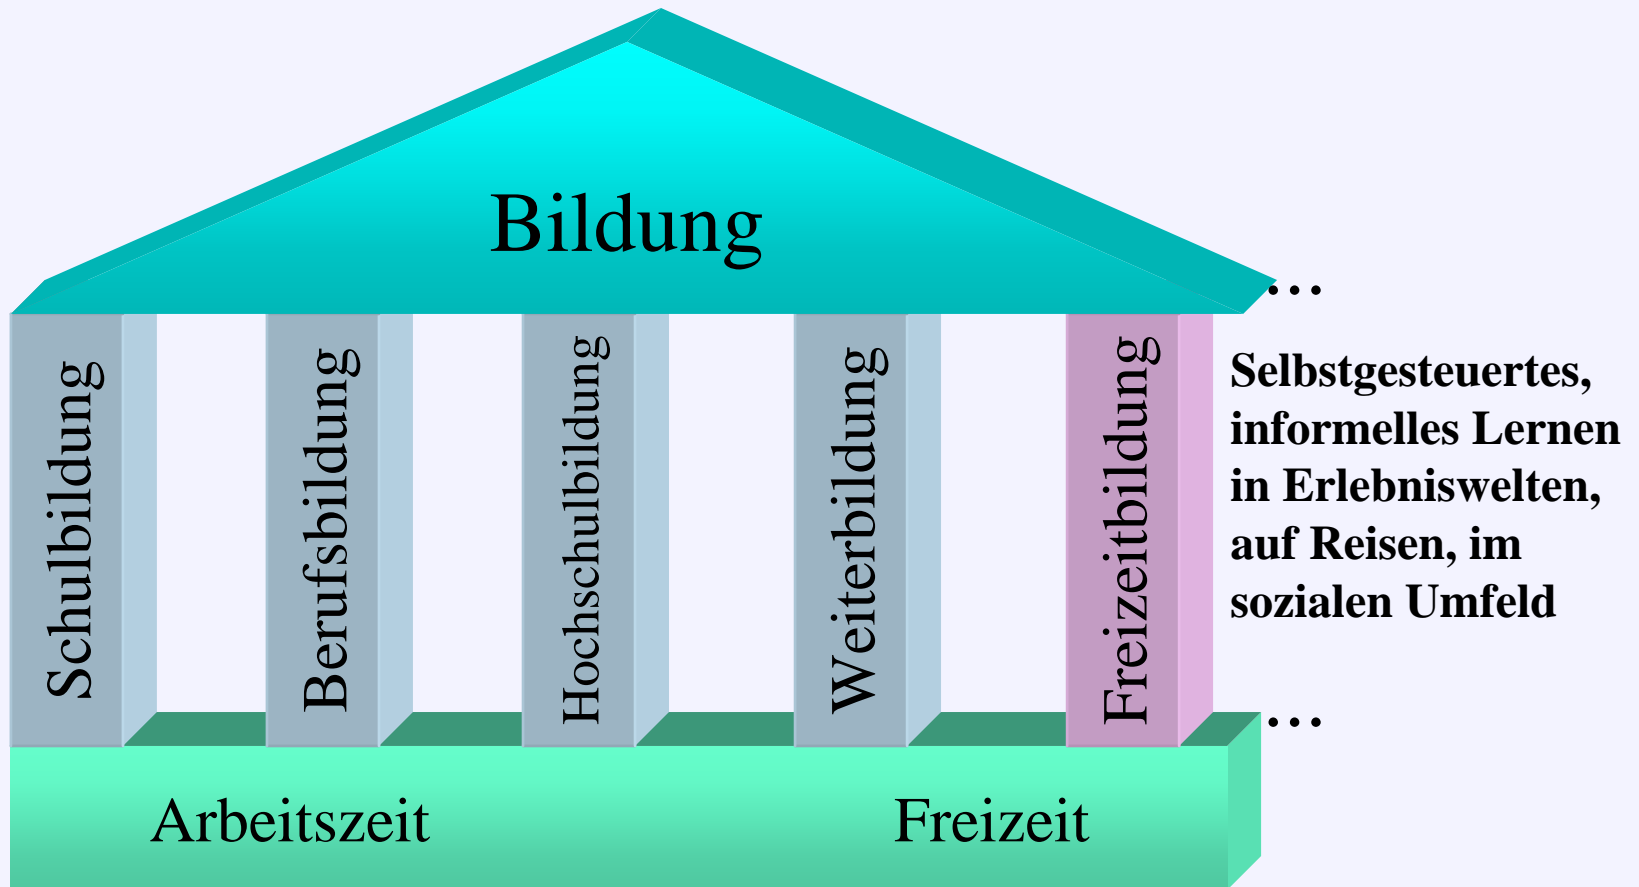 Bildung
...
Schulbildung
Berufsbildung
Hochschulbildung
Weiterbildung
Freizeitbildung
Selbstgesteuertes,
informelles Lernen
in Erlebniswelten,
auf Reisen, im
sozialen Umfeld
...
Arbeitszeit
Freizeit